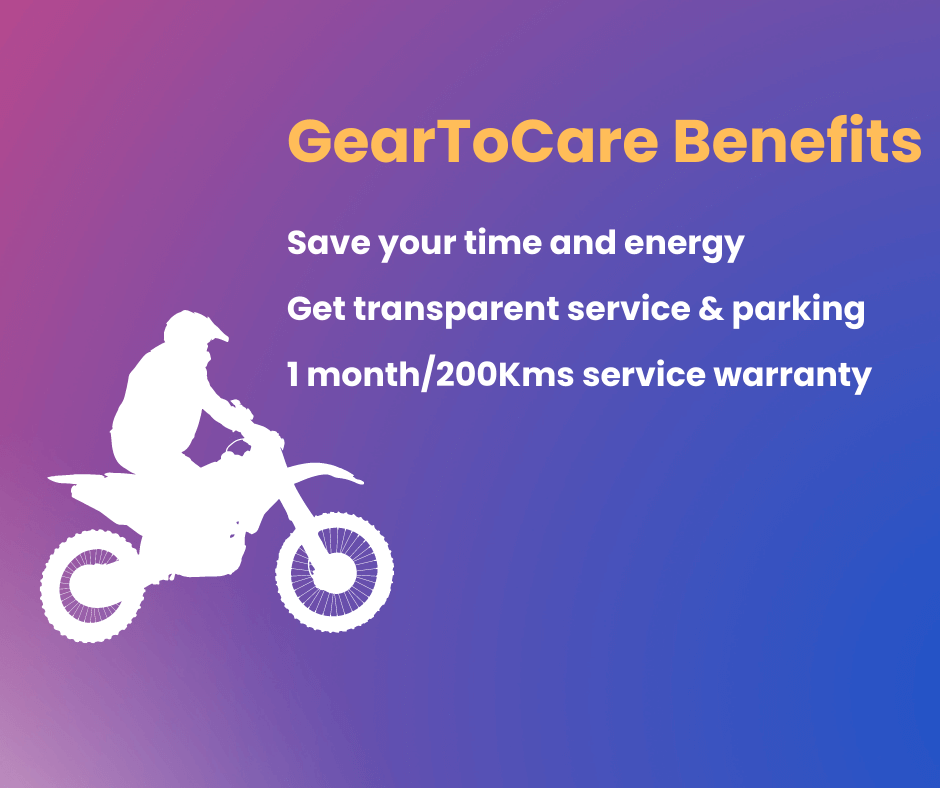 GearToCare Benefits
Save your time and energy
Get transparent service & parking
1 month/200Kms service warranty